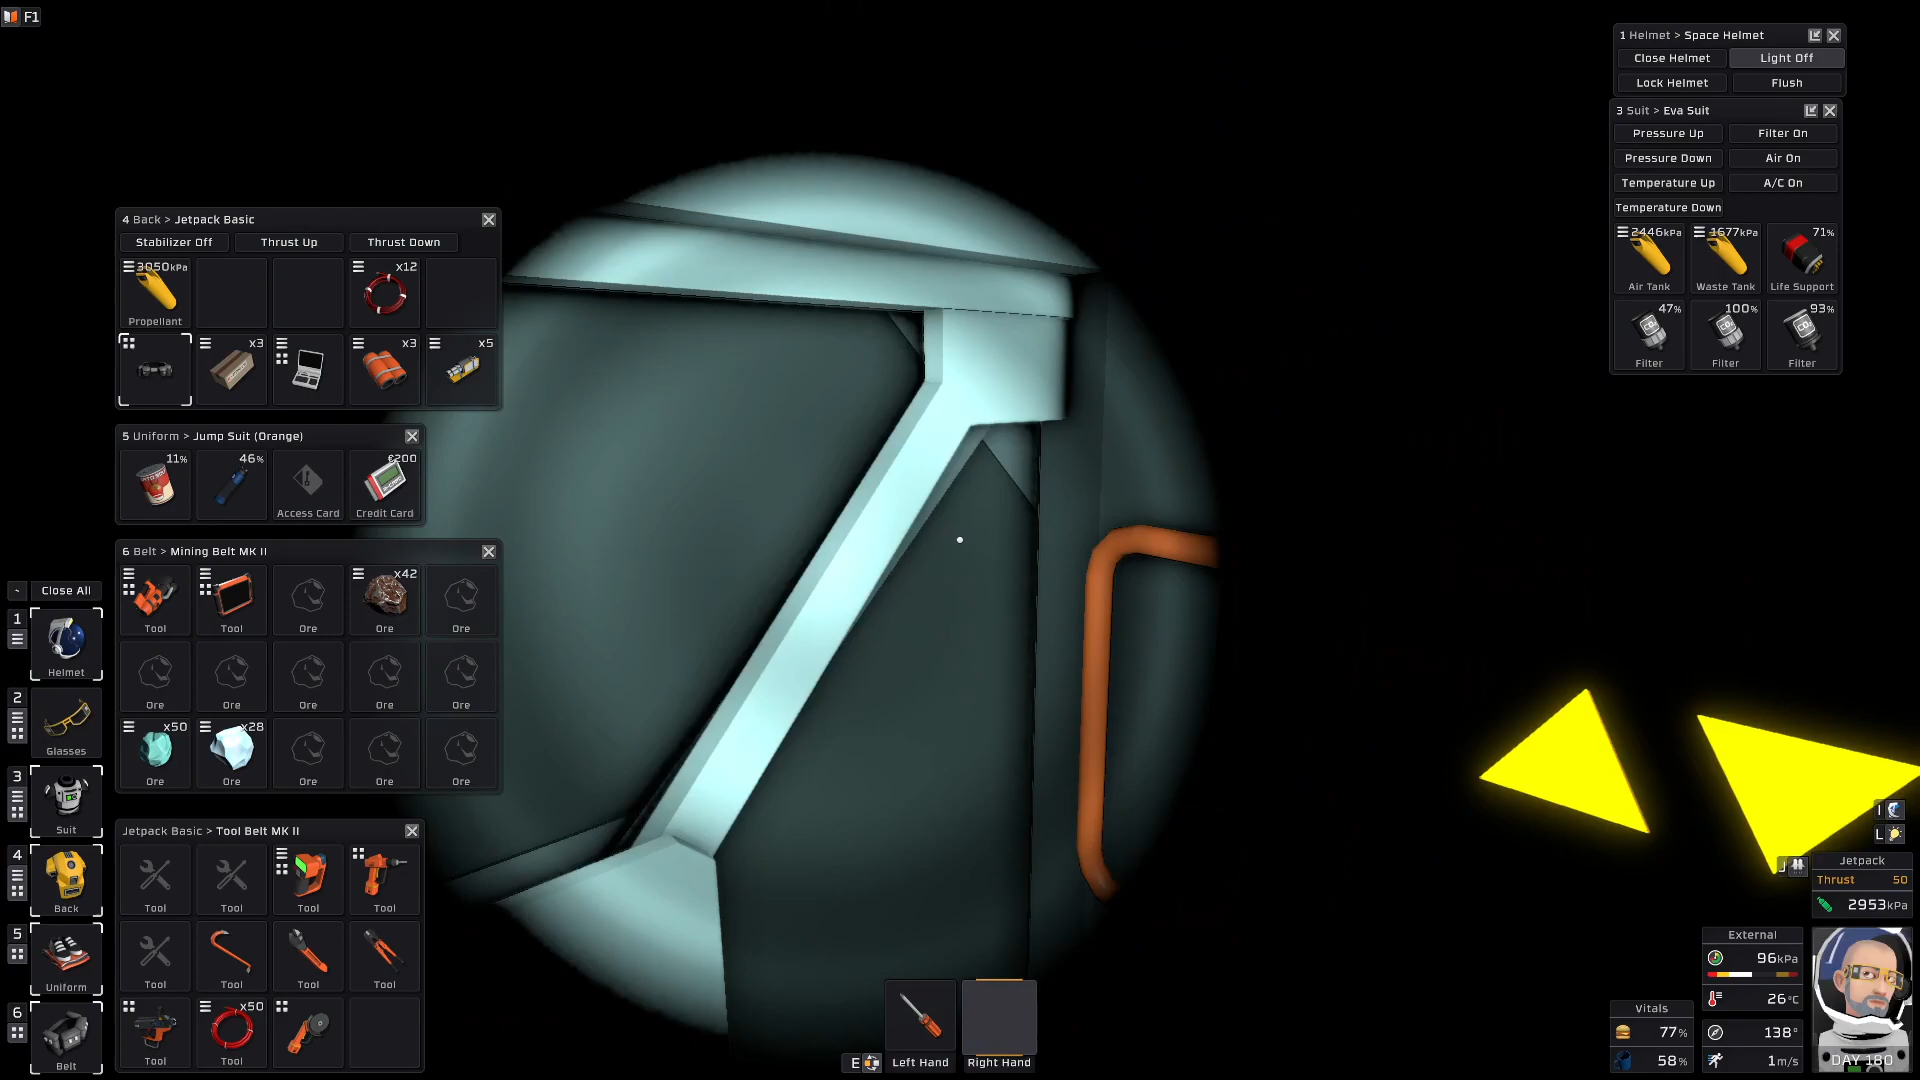 F1
1 Helmet > Space Helmet
Close Helmet
Light Off
Lock Helmet
Flush
3 Suit > Eva Suit
Pressure Up
Filter On
Pressure Down
Air On
Temperature Up
A/C On
Temperature Down
2446kPa
1677kPa
71%
Air Tank
Waste Tank
Life Support
47%
100%
93%
Filter
Filter
Filter
4 Back > Jetpack Basic
Stabilizer Off
Thrust Up
Thrust Down
3050kPa
x12
Propellant
x3
x3
x5
5 Uniform > Jump Suit (Orange)
11%
46%
€200
Access Card
Credit Card
6 Belt > Mining Belt MK II
x42
Tool
Tool
Ore
Ore
Ore
Ore
Ore
Ore
Ore
Ore
x50
x28
Ore
Ore
Ore
Ore
Ore
Jetpack Basic > Tool Belt MK II
Tool
Tool
Tool
Tool
Tool
Tool
Tool
Tool
x50
Tool
Tool
Tool
~
Close All
1
Helmet
2
Glasses
3
Suit
4
Back
5
Uniform
6
Belt
E
Left Hand
Right Hand
I
L
J
Jetpack
Thrust 50
2953kPa
External
96kPa
26°C
138°
1m/s
Vitals
77%
58%
DAY 180